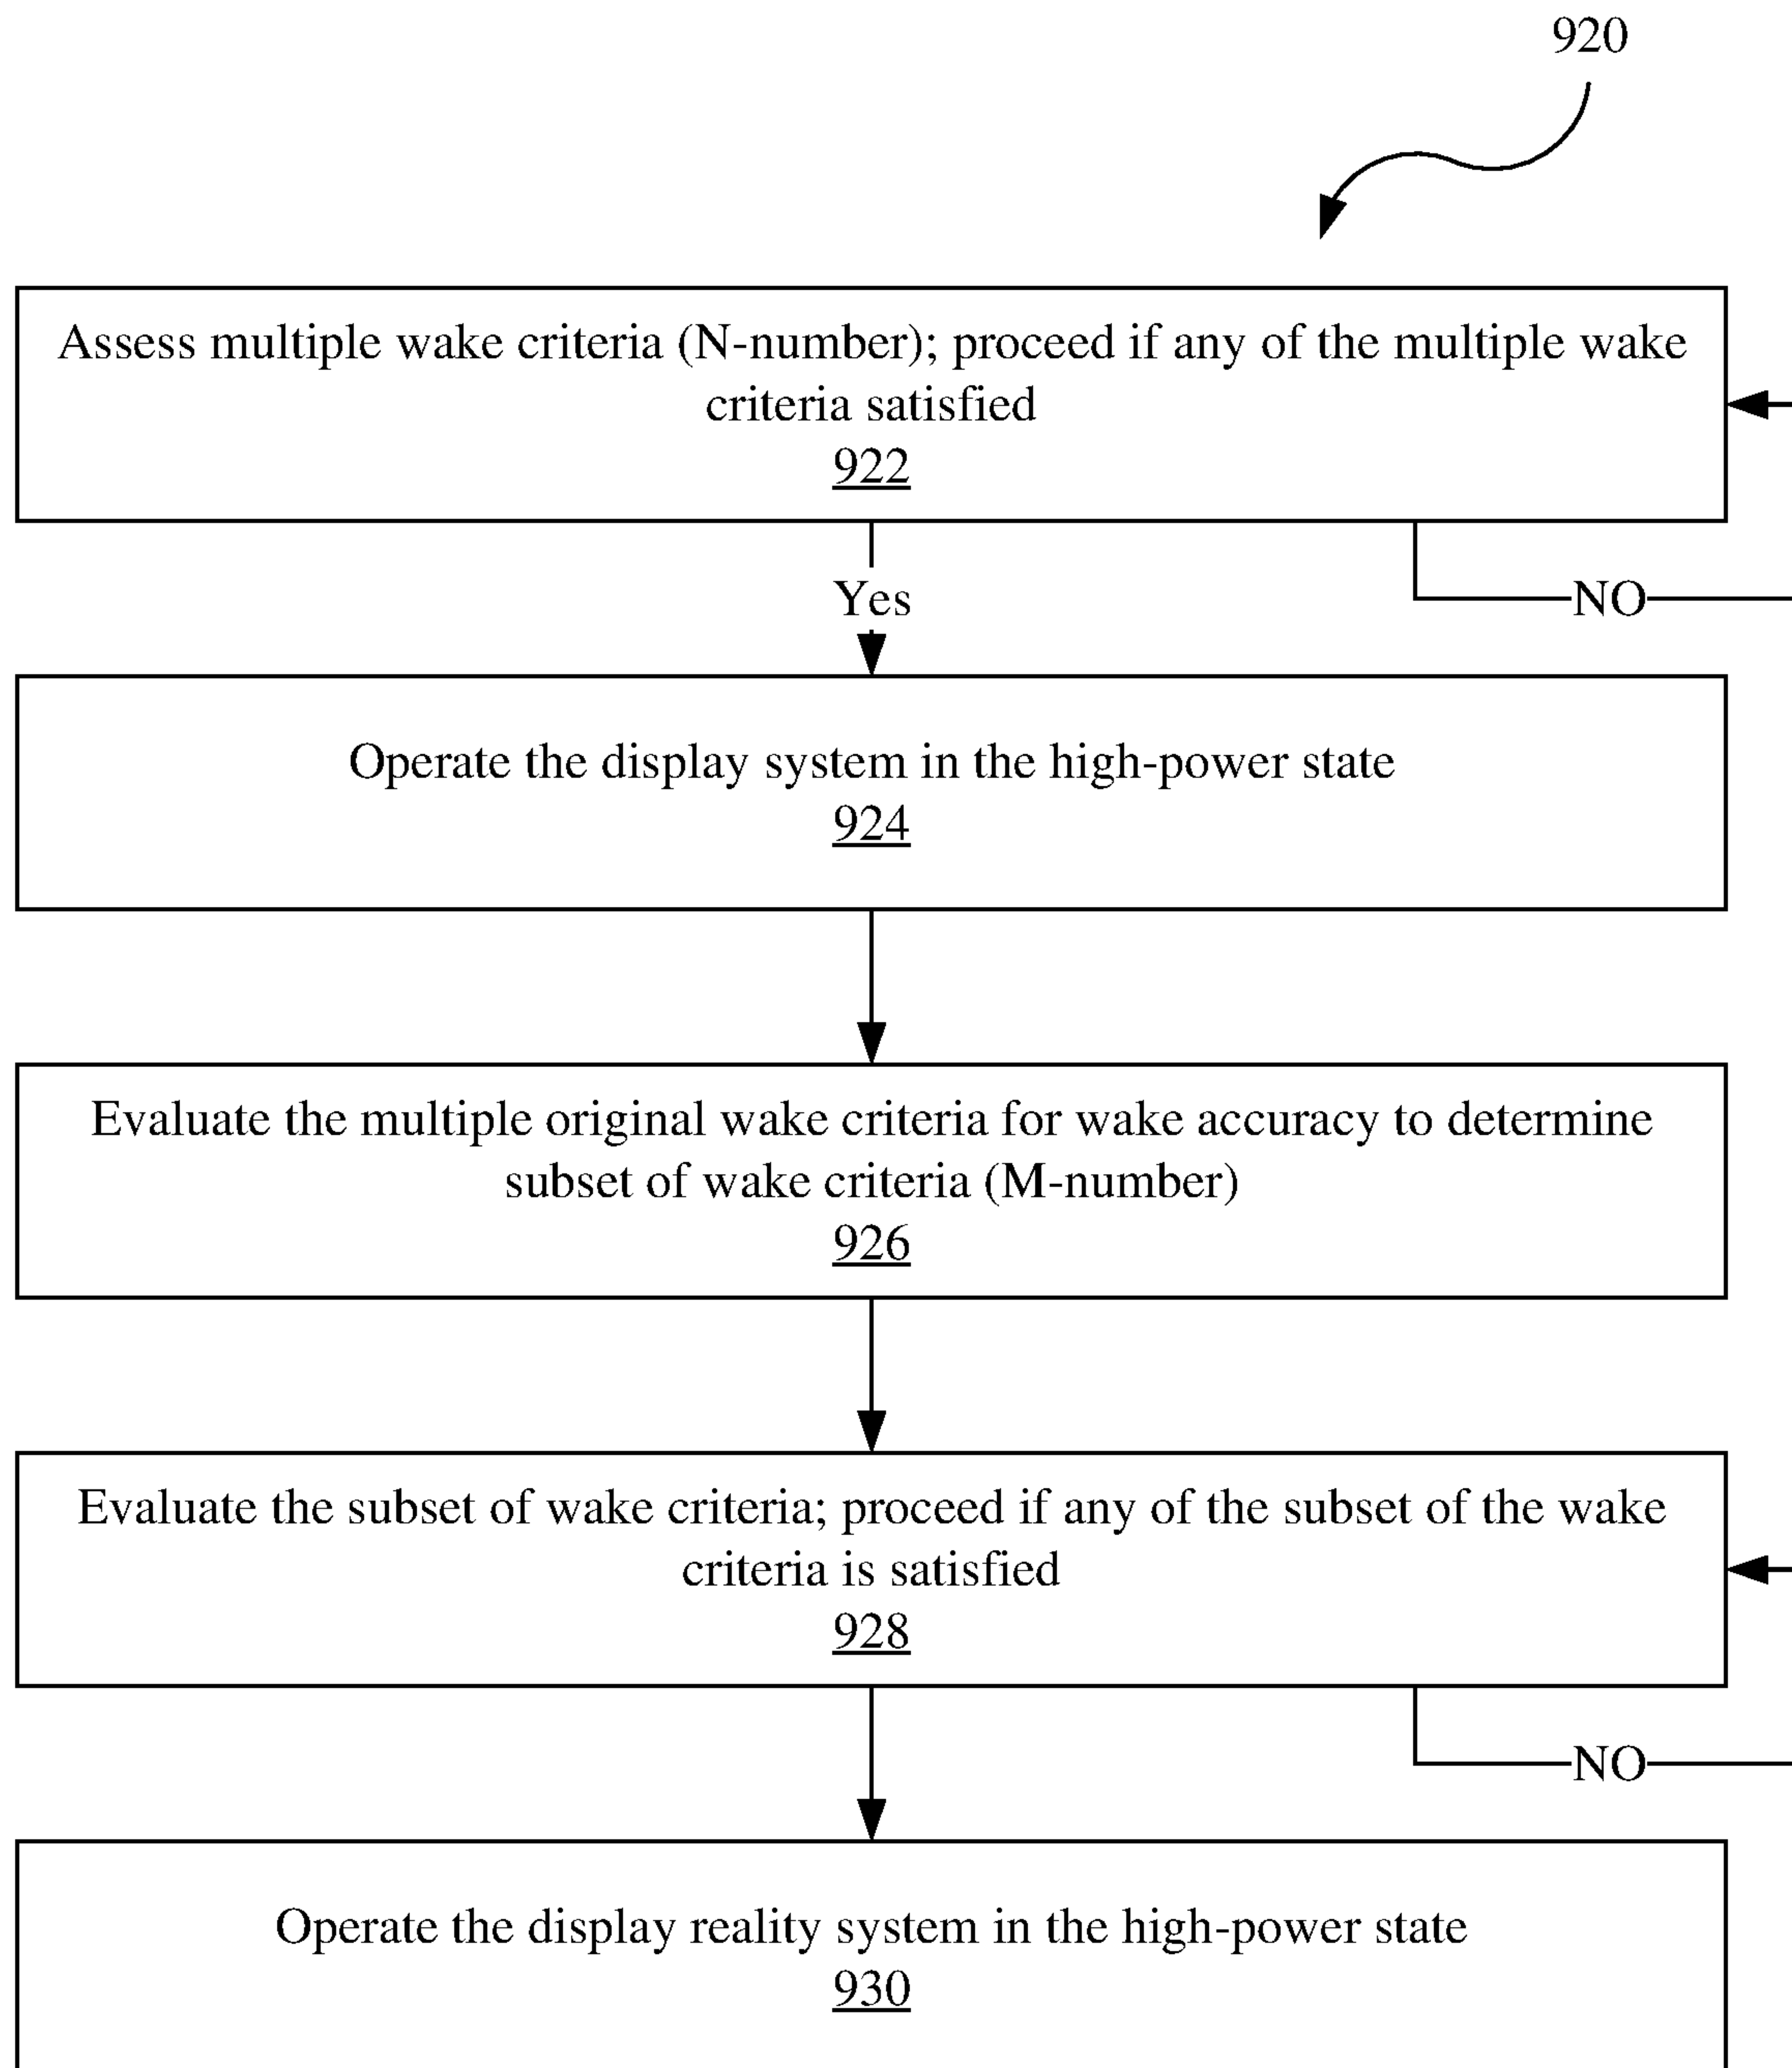 920
Assess multiple wake criteria (N-number); proceed if any of the multiple wake
criteria satisfied
922
Yes
NO
Operate the display system in the high-power state
924
Evaluate the multiple original wake criteria for wake accuracy to determine
subset of wake criteria (M-number)
926
Evaluate the subset of wake criteria; proceed if any of the subset of the wake
criteria is satisfied
928
NO
Operate the display reality system in the high-power state
930